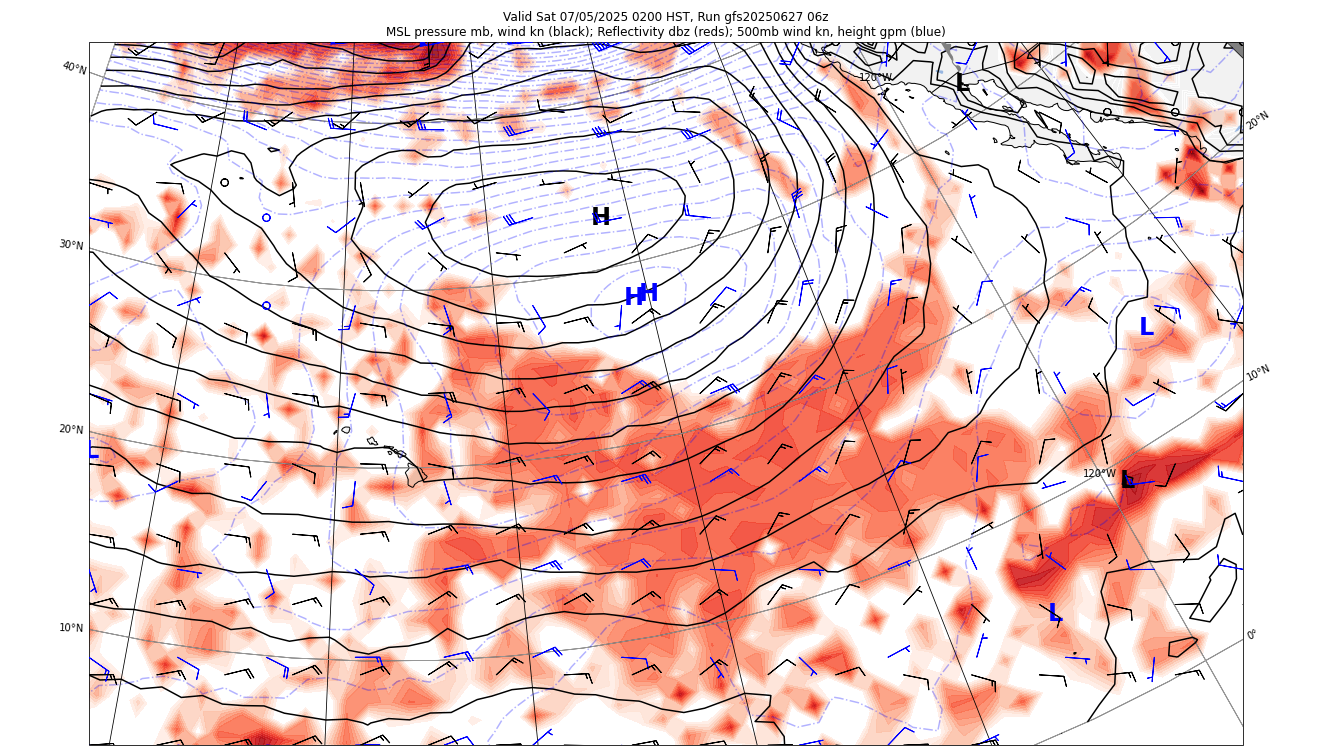 Valid Sat 07/05/2025 0200 HST, Run gfs20250627 06z
MSL pressure mb, wind kn (black); Reflectivity dbz (reds); 500mb wind kn, height gpm (blue)
40°N
120°W
L
20°N
H
30°N
H
H
L
10°N
20°N
L
120°W
L
10°N
L
0°